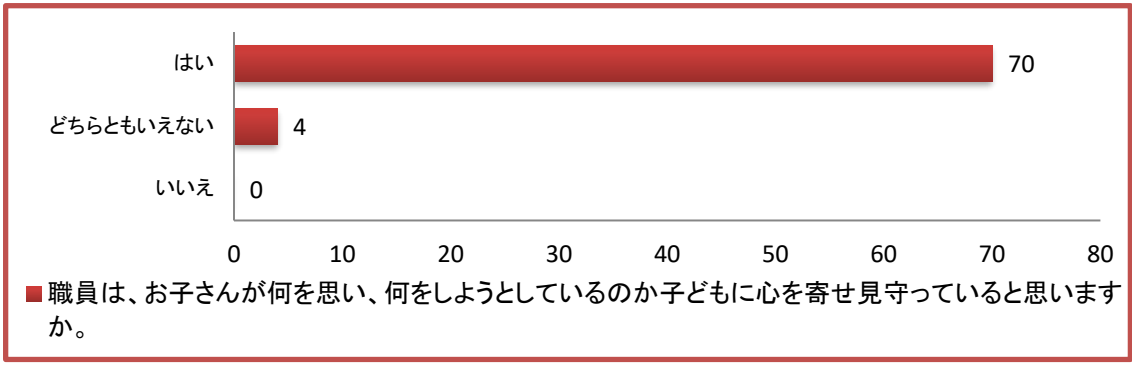 はい
70
どちらともいえない
4
いいえ
0
0 10 20 30 40 50 60 70 80
職員は、お子さんが何を思い、何をしようとしているのか子どもに心を寄せ見守っていると思います
か。